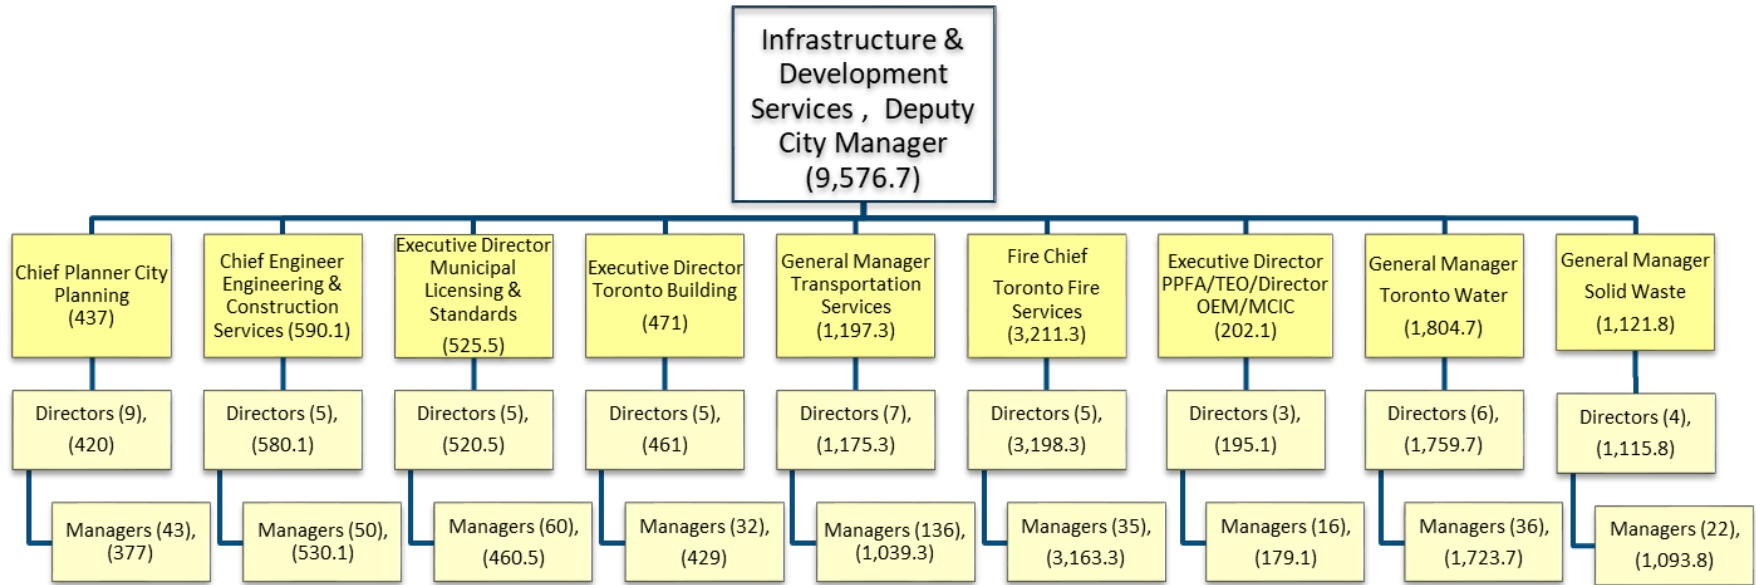 Infrastructure &
Development
Services ,  Deputy
City Manager
(9,576.7)
Chief Planner City
Planning
(437)
Chief Engineer
Engineering &
Construction
Services (590.1)
Executive Director
Municipal
Licensing &
Standards
(525.5)
Executive Director
Toronto Building
(471)
General Manager
Transportation
Services
(1,197.3)
Fire Chief
Toronto Fire
Services
(3,211.3)
Executive Director
PPFA/TEO/Director
OEM/MCIC
(202.1)
General Manager
Toronto Water
(1,804.7)
General Manager
Solid Waste
(1,121.8)
Directors (9),
(420)
Directors (5),
(580.1)
Directors (5),
(520.5)
Directors (5),
(461)
Directors (7),
(1,175.3)
Directors (5),
(3,198.3)
Directors (3),
(195.1)
Directors (6),
(1,759.7)
Directors (4),
(1,115.8)
Managers (43),
(377)
Managers (50),
(530.1)
Managers (60),
(460.5)
Managers (32),
(429)
Managers (136),
(1,039.3)
Managers (35),
(3,163.3)
Managers (16),
(179.1)
Managers (36),
(1,723.7)
Managers (22),
(1,093.8)